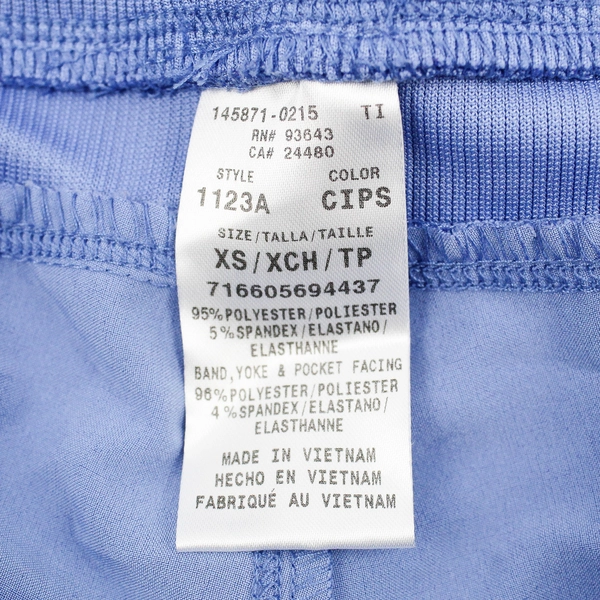 145871-0215 TI
RN# 93643
CA# 24480
STYLE COLOR
1123A CIPS
SIZE/TALLA/TAILLE
XS/XCH/TP
716605694437
95%POLYESTER/POLIESTER
5%SPANDEX/ELASTANO/
ELASTHANNE
BAND,YOKE & POCKET FACING
96%POLYESTER/POLIESTER
4%SPANDEX/ELASTANO/
ELASTHANNE
MADE IN VIETNAM
HECHO EN VIETNAM
FABRIQUÉ AU VIETNAM